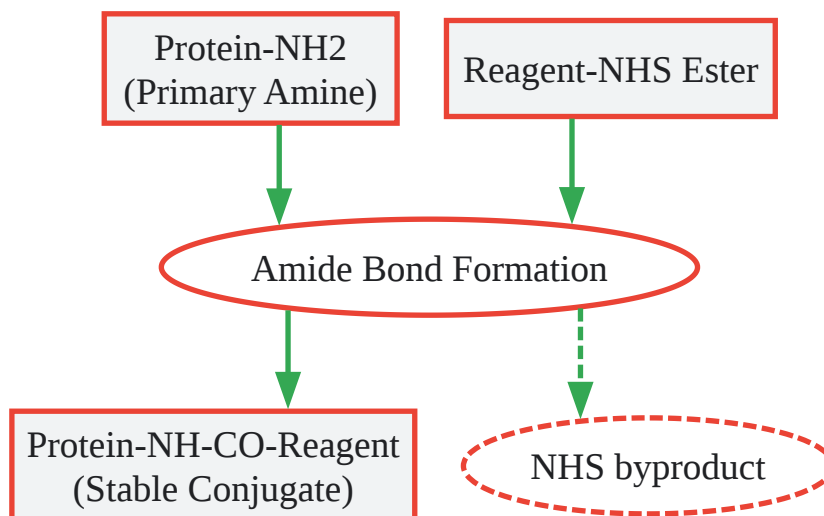 Protein-NH2
(Primary Amine)
Reagent-NHS Ester
Amide Bond Formation
Protein-NH-CO-Reagent
(Stable Conjugate)
NHS byproduct